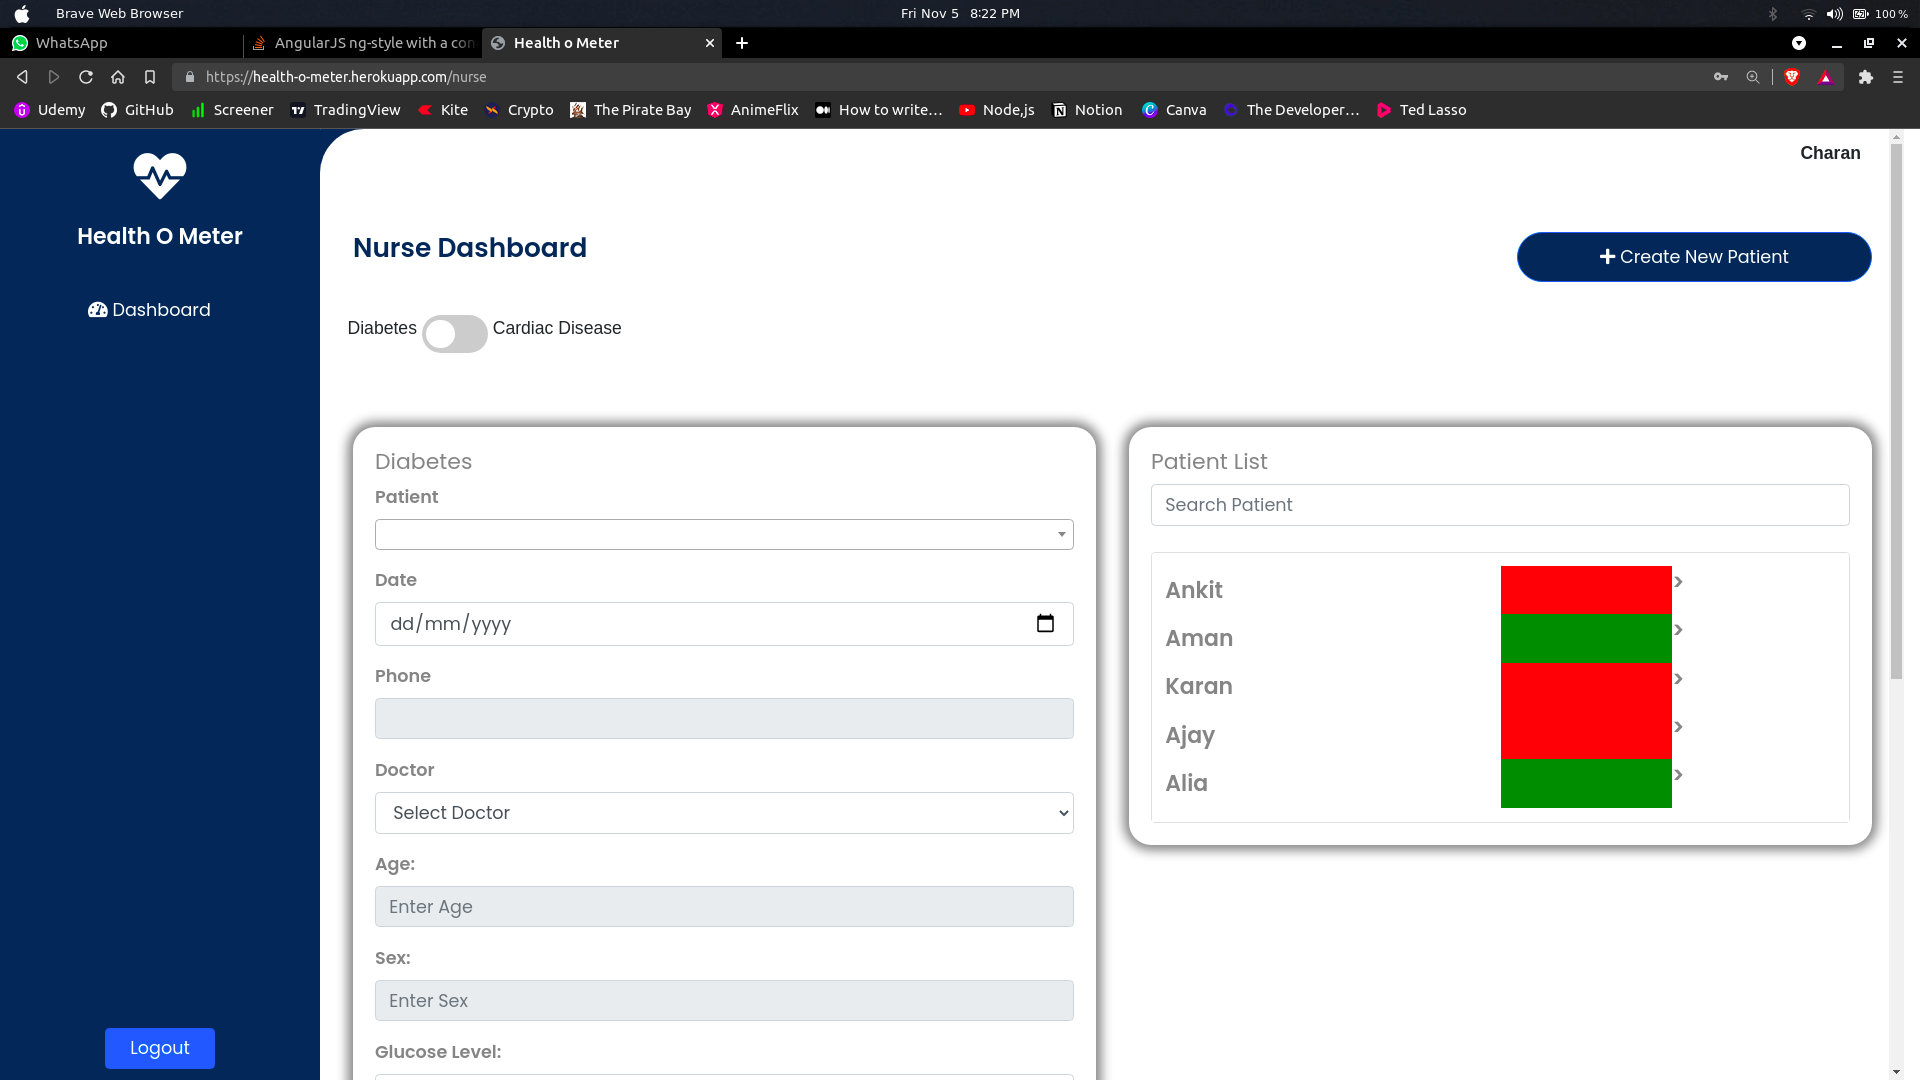 Brave Web Browser
Fri Nov 5 8:22 PM
100 %
WhatsApp
AngularJS ng-style with a con
Health o Meter
https://health-o-meter.herokuapp.com/nurse
Udemy
GitHub
Screener
TradingView
Kite
Crypto
The Pirate Bay
AnimeFlix
How to write...
Node,js
Notion
Canva
The Developer...
Ted Lasso
Charan
Health O Meter
Dashboard
Logout
Nurse Dashboard
Create New Patient
Diabetes
Cardiac Disease
Diabetes
Patient
Date
dd/mm/yyyy
Phone
Doctor
Select Doctor
Age:
Enter Age
Sex:
Enter Sex
Glucose Level:
Patient List
Search Patient
Ankit
Aman
Karan
Ajay
Alia